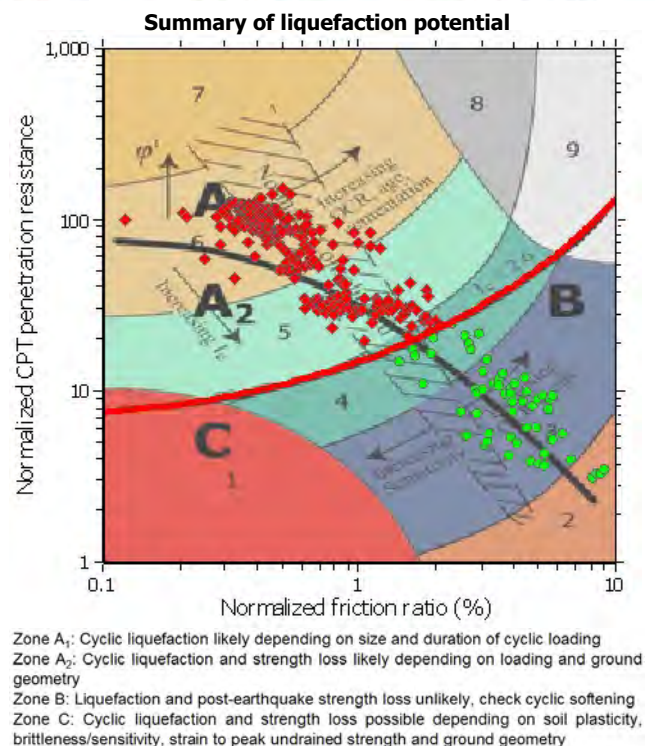 Summary of liquefaction potential
1,000
100
10
1
Normalized CPT penetration resistance
7
8
9
φ'
Increasing
OCR, age,
cementation
A
6
A2
Increasing
5
B
4
3
Increasing
Sensitivity
C
1
2
0.1
1
10
Normalized friction ratio (%)
Zone A1: Cyclic liquefaction likely depending on size and duration of cyclic loading
Zone A2: Cyclic liquefaction and strength loss likely depending on loading and ground
geometry
Zone B: Liquefaction and post-earthquake strength loss unlikely, check cyclic softening
Zone C: Cyclic liquefaction and strength loss possible depending on soil plasticity,
brittleness/sensitivity, strain to peak undrained strength and ground geometry